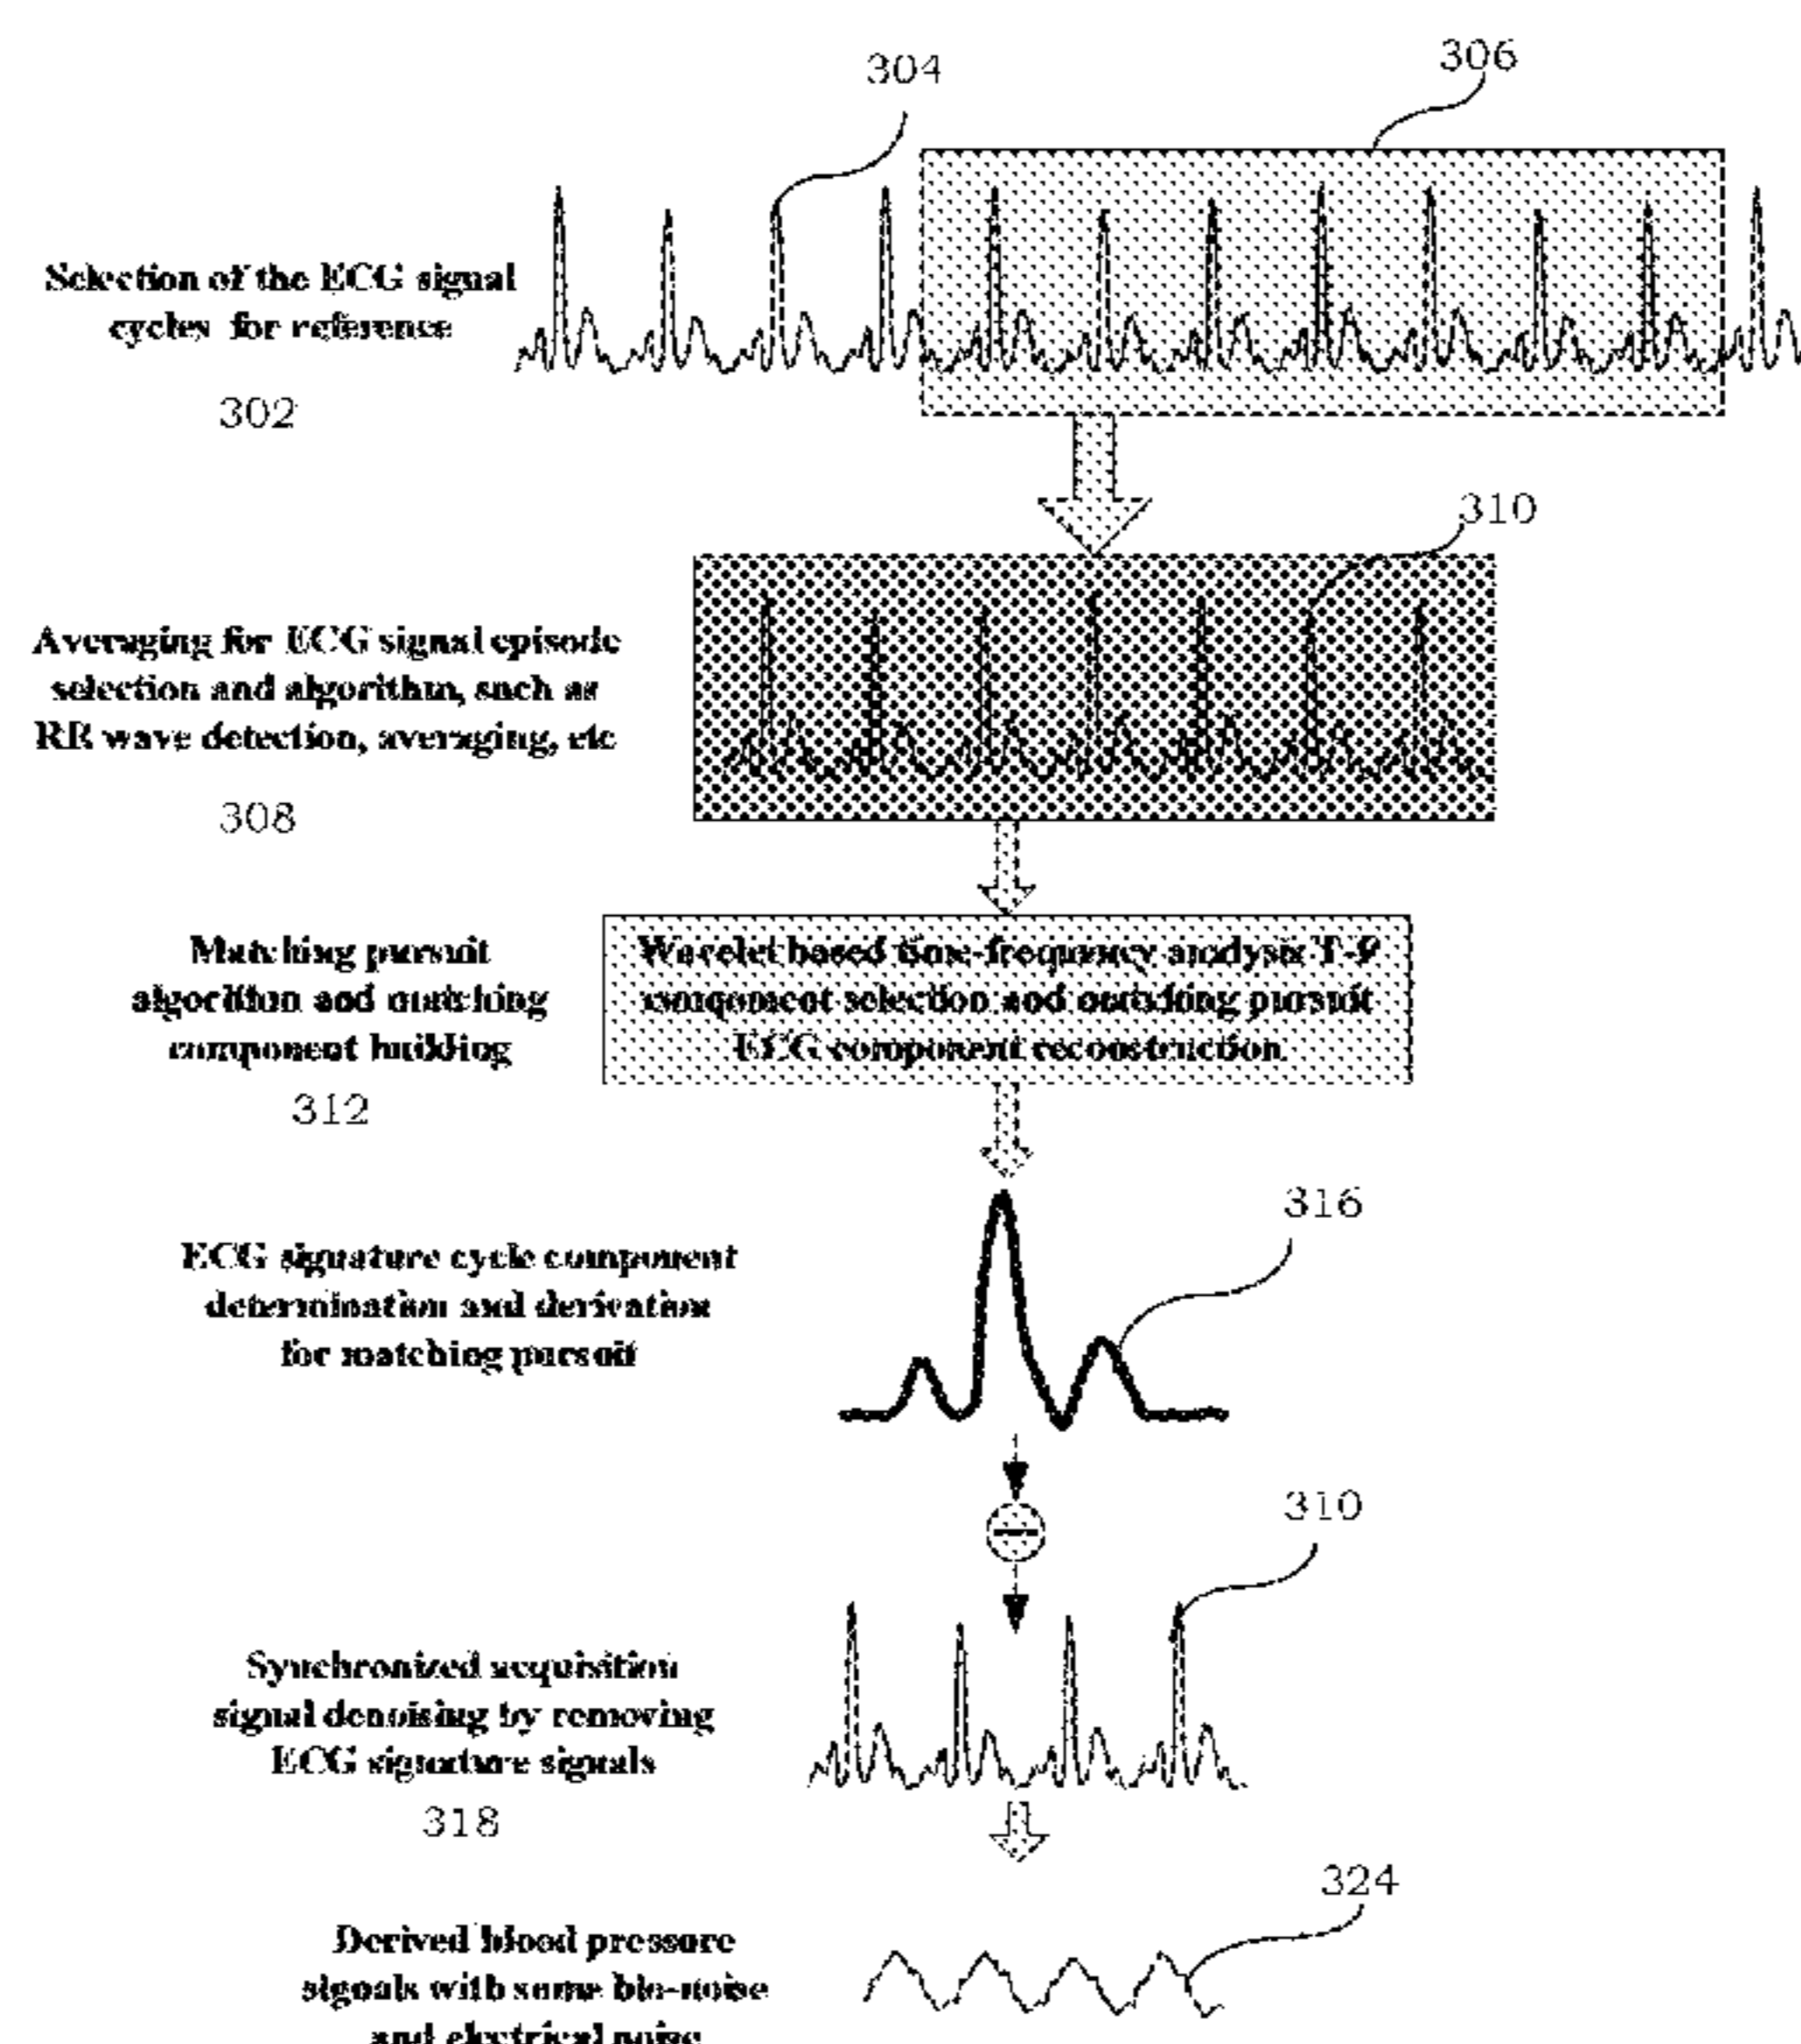 304
306
Selection of the ECG signal
cycles for reference
302
310
Averaging for ECG signal episode
selection and algorithm, such as
RR wave detection, averaging, etc
308
Matching pursuit
algorithm and matching
component building
312
Wavelet based time-frequency analysis T-F
component selection and matching pursuit
ECG component reconstruction
316
ECG signature cycle component
determination and derivation
for matching pursuit
310
Synchronized acquisition
signal denoising by removing
ECG signature signals
318
324
Derived blood pressure
signals with some bio-noise
and electrical noise